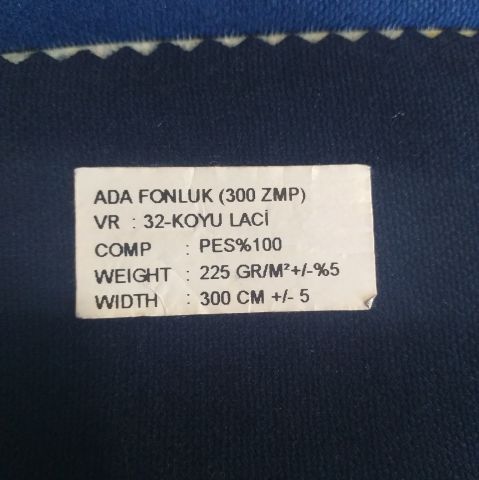 ADA FONLUK (300 ZMP)
VR : 32-KOYU LACİ
COMP : PES%100
WEIGHT : 225 GR/M²+/-%5
WIDTH : 300 CM +/- 5